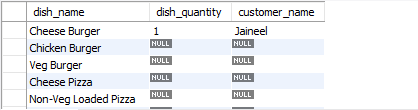 dish_name dish_quantity customer_name
Cheese Burger 1 Jaineel
Chicken Burger NULL NULL
Veg Burger NULL NULL
Cheese Pizza NULL NULL
Non-Veg Loaded Pizza NULL NULL